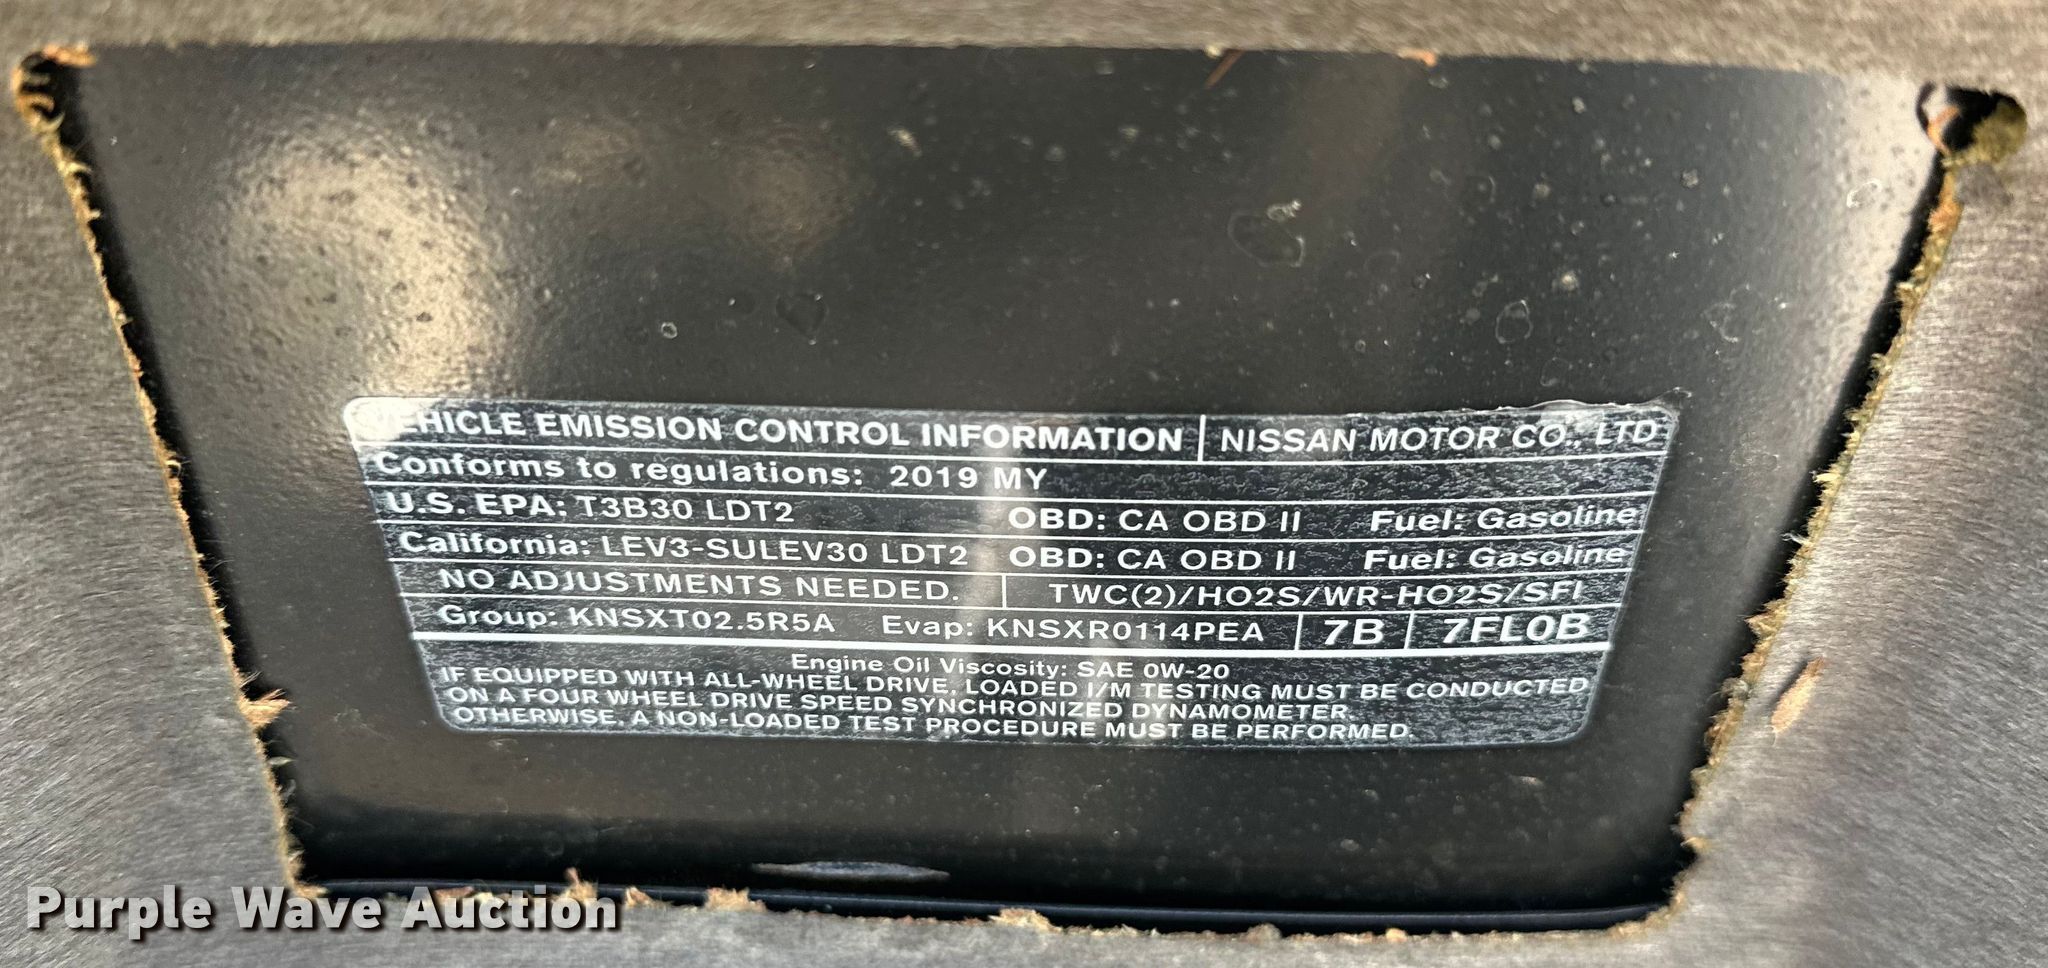 VEHICLE EMISSION CONTROL INFORMATION NISSAN MOTOR CO., LTD
Conforms to regulations: 2019 MY
U.S. EPA: T3B30 LDT2 OBD: CA OBD II Fuel: Gasoline
California: LEV3-SULEV30 LDT2 OBD: CA OBD II Fuel: Gasoline
NO ADJUSTMENTS NEEDED. TWC(2)/HO2S/WR-HO2S/SFI
Group: KNSXT02.5R5A Evap: KNSXR0114PEA 7B 7FL0B
Engine Oil Viscosity: SAE 0W-20
IF EQUIPPED WITH ALL-WHEEL DRIVE, LOADED I/M TESTING MUST BE CONDUCTED
ON A FOUR WHEEL DRIVE SPEED SYNCHRONIZED DYNAMOMETER.
OTHERWISE, A NON-LOADED TEST PROCEDURE MUST BE PERFORMED.
Purple Wave Auction